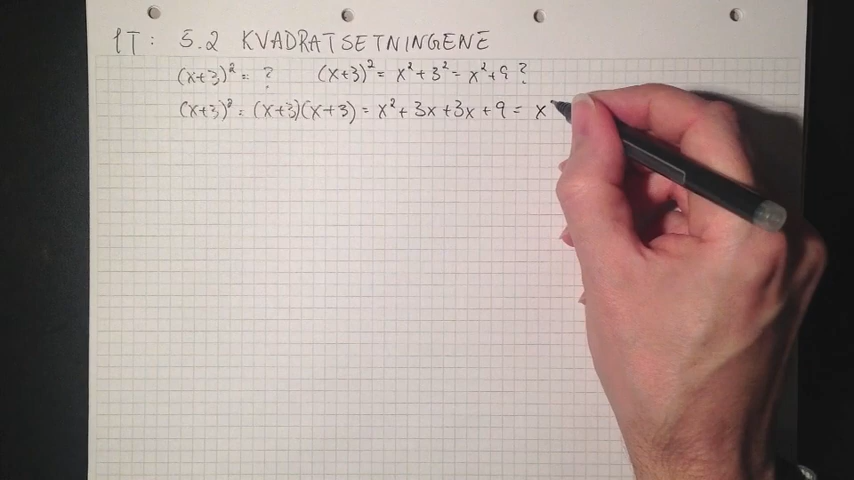 1T: 5.2 KVADRATSETNINGENE
(x+3)² = ? (x+3)² = x² + 3² = x² + 9 ?
(x+3)² = (x+3)(x+3) = x² + 3x + 3x + 9 = x